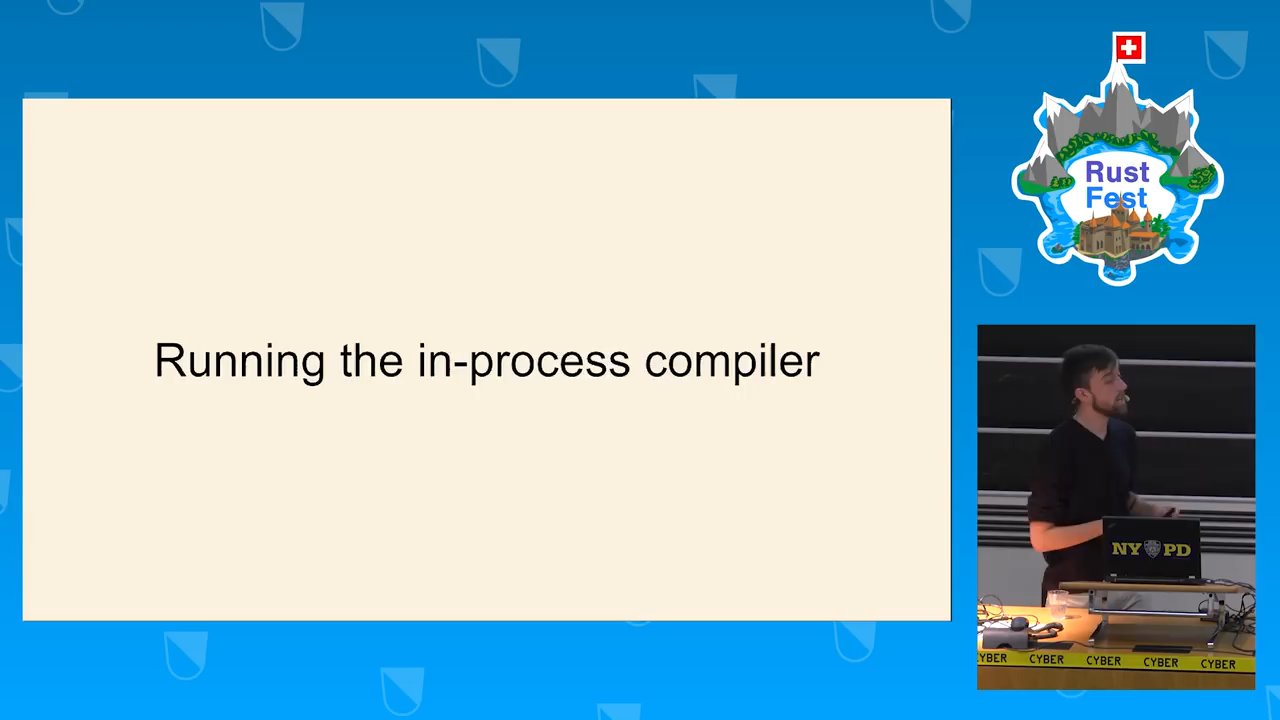 Running the in-process compiler
Rust
Fest
NY PD
CYBER CYBER CYBER CYBER CYBER